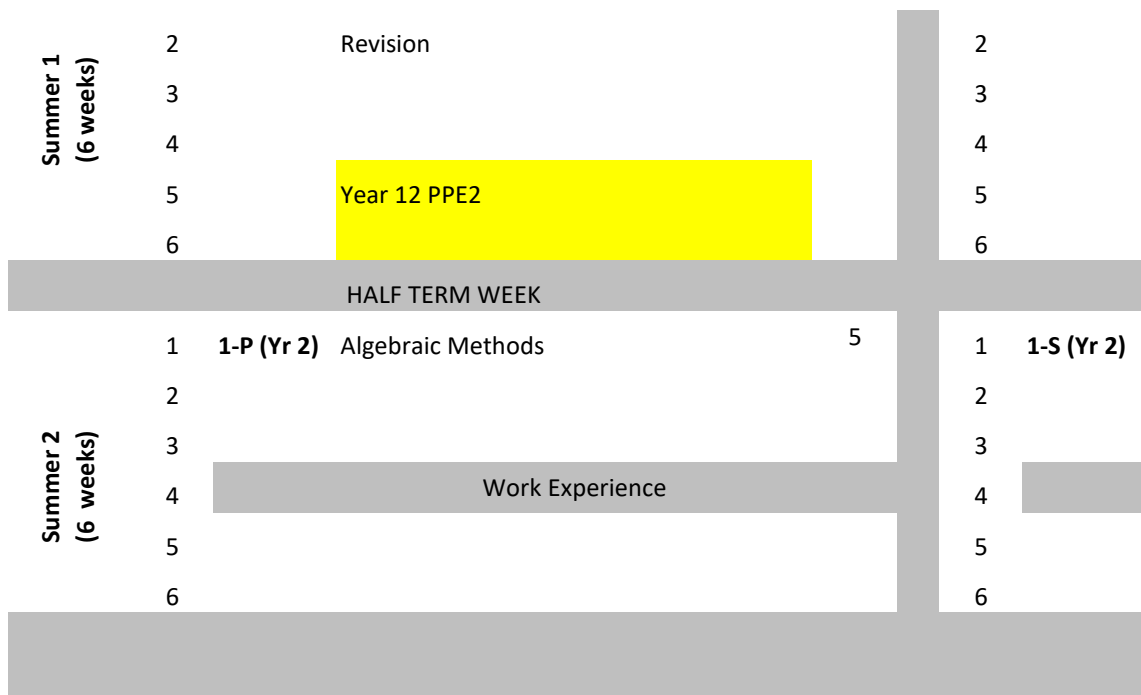 Summer 1
(6 weeks)
2 Revision 2
3 3
4 4
5 Year 12 PPE2 5
6 6
HALF TERM WEEK
Summer 2
(6 weeks)
1 1-P (Yr 2) Algebraic Methods 5 1 1-S (Yr 2)
2 2
3 3
4 Work Experience 4
5 5
6 6